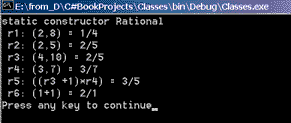 E:\from_D\C#BookProjects\Classes\bin\Debug\Classes.exe
static constructor Rational
r1: (2,8) = 1/4
r2: (2,5) = 2/5
r3: (4,10) = 2/5
r4: (3,7) = 3/7
r5: ((r3 +1)*r4) = 3/5
r6: (1+1) = 2/1
Press any key to continue_